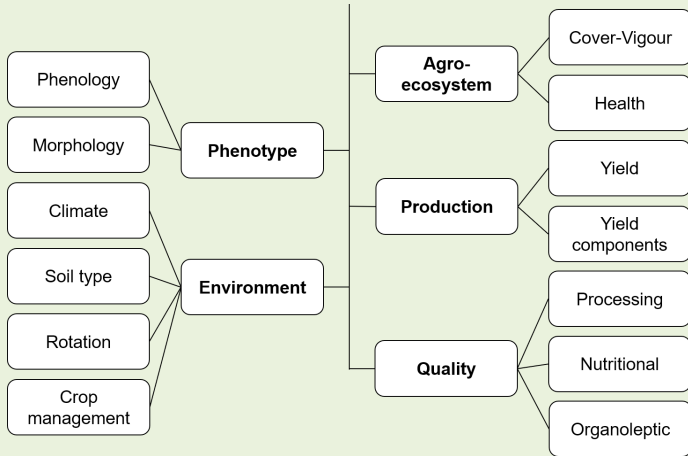 Phenology
Morphology
Climate
Soil type
Rotation
Crop
management
Phenotype
Environment
Agro-
ecosystem
Production
Quality
Cover-Vigour
Health
Yield
Yield
components
Processing
Nutritional
Organoleptic